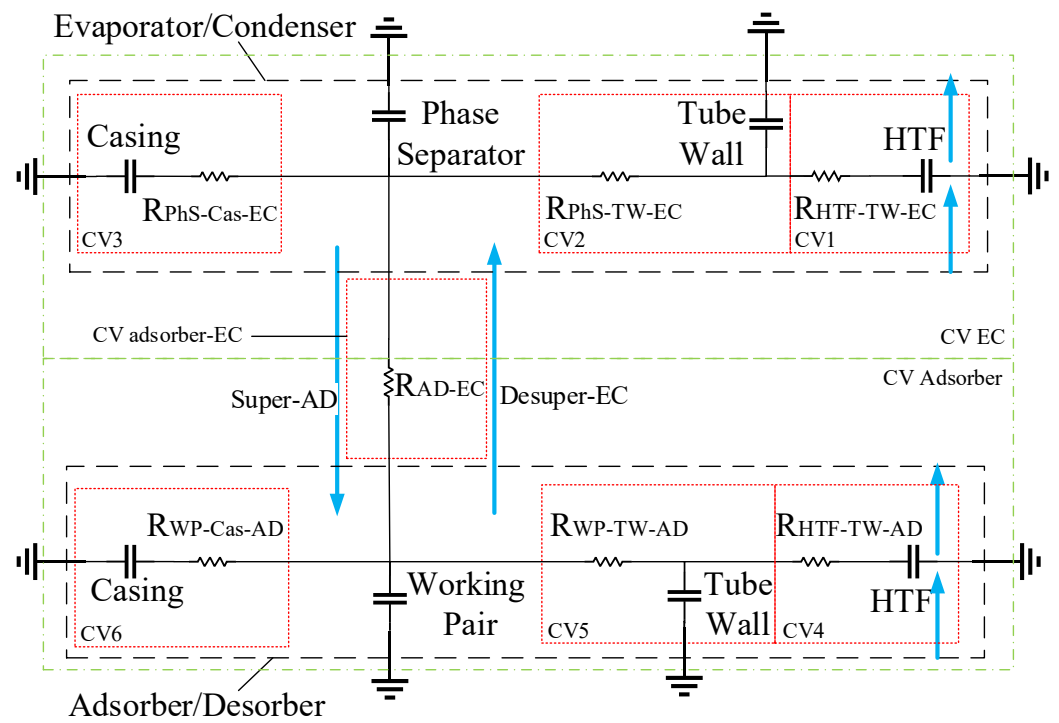 Evaporator/Condenser
Casing
Phase
Separator
Tube
Wall
HTF
RPhS-Cas-EC
RPhS-TW-EC
RHTF-TW-EC
CV3
CV2
CV1
CV adsorber-EC
CV EC
CV Adsorber
Super-AD
RAD-EC
Desuper-EC
RWP-Cas-AD
RWP-TW-AD
RHTF-TW-AD
Casing
Working
Pair
Tube
Wall
HTF
CV6
CV5
CV4
Adsorber/Desorber